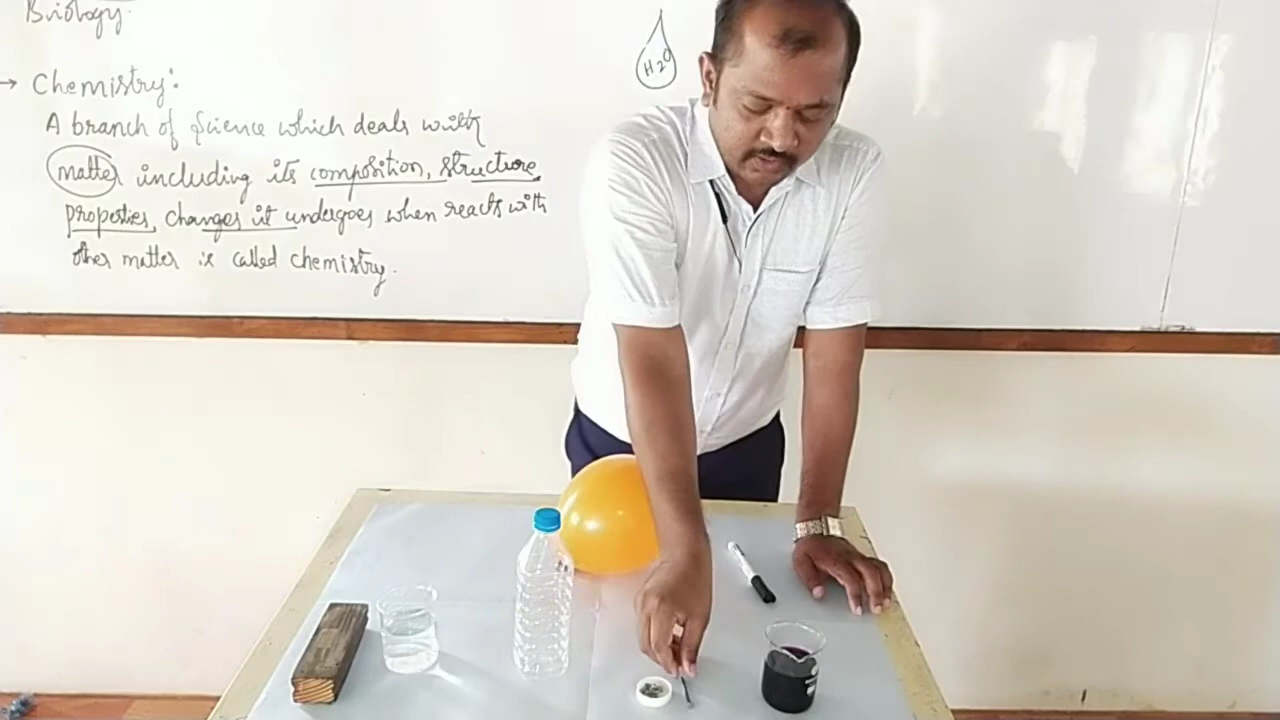 Biology.
→ Chemistry:
A branch of science which deals with
matter including its composition, structure,
properties, changes it undergoes when reacts with
other matter is called chemistry.
H2O